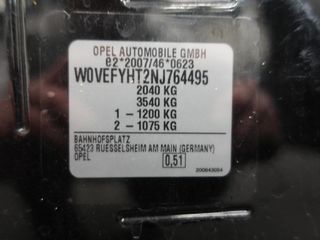 OPEL AUTOMOBILE GMBH
e2*2007/46*0623
W0VEFYHT2NJ764495
2040 KG
3540 KG
1 - 1200 KG
2 - 1075 KG
BAHNHOFSPLATZ
65423 RUESSELSHEIM AM MAIN (GERMANY)
OPEL 0,51